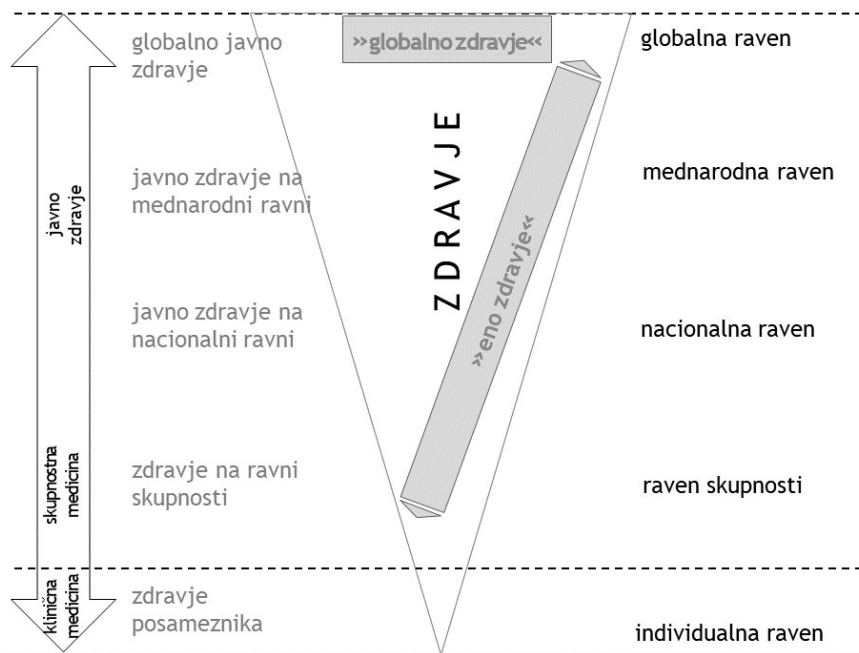 globalno javno
zdravje
»globalno zdravje«
globalna raven
javno
zdravje
javno zdravje na
mednarodni ravni
ZDRAVJE
mednarodna raven
javno zdravje na
nacionalni ravni
»eno zdravje«
nacionalna raven
skupnostna
medicina
zdravje na ravni
skupnosti
raven skupnosti
klinična
medicina
zdravje
posameznika
individualna raven